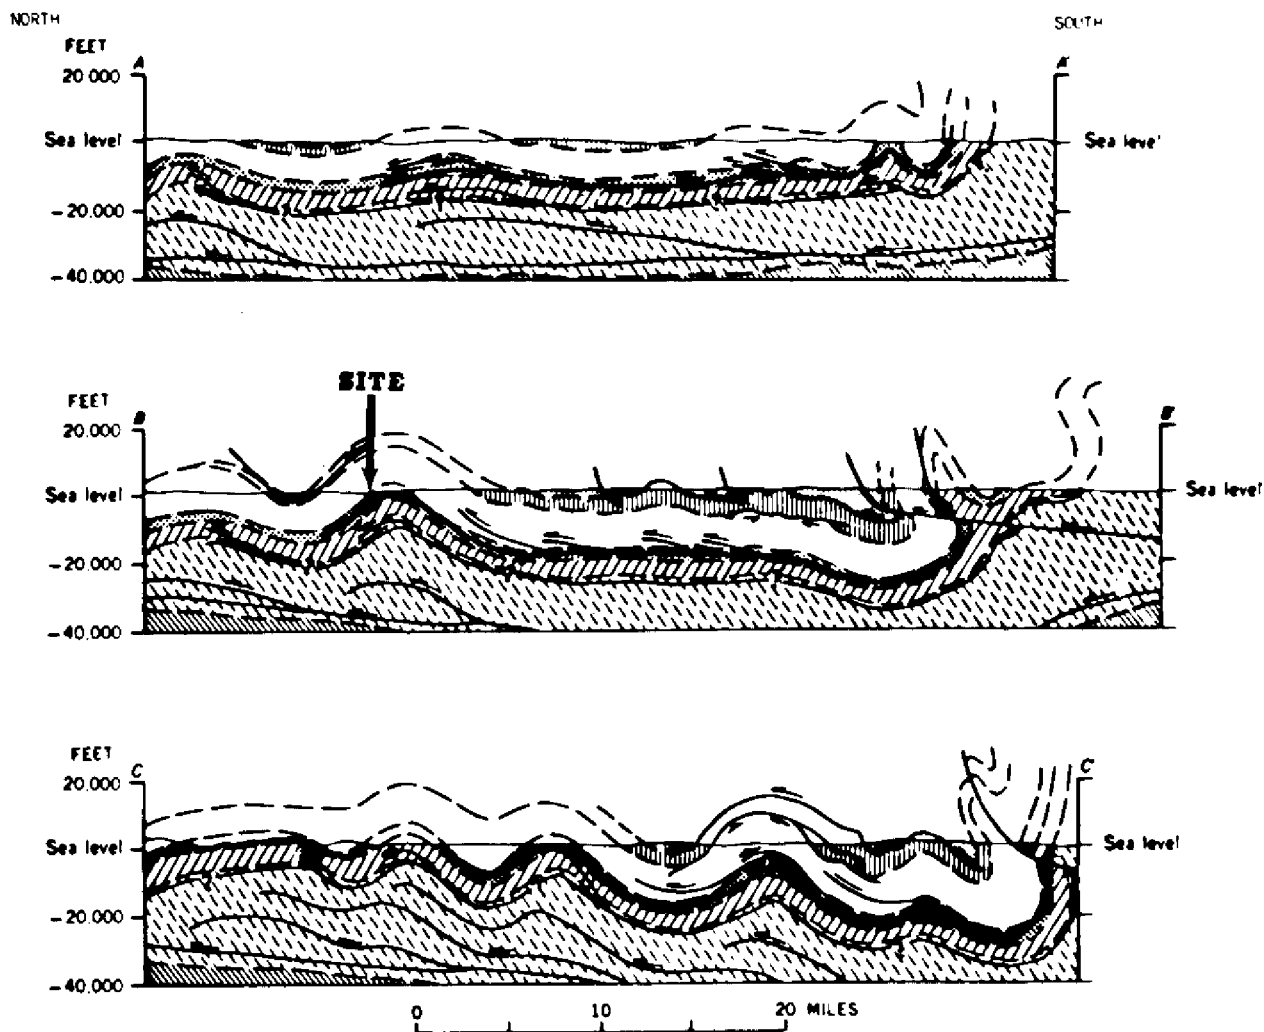 NORTH
SOUTH
FEET
A
A'
20 000
Sea level
Sea level
-20.000
-40.000
SITE
FEET
B
B'
20.000
Sea level
Sea level
-20.000
-40.000
FEET
C
C'
20.000
Sea level
Sea level
-20.000
-40.000
0 10 20 MILES